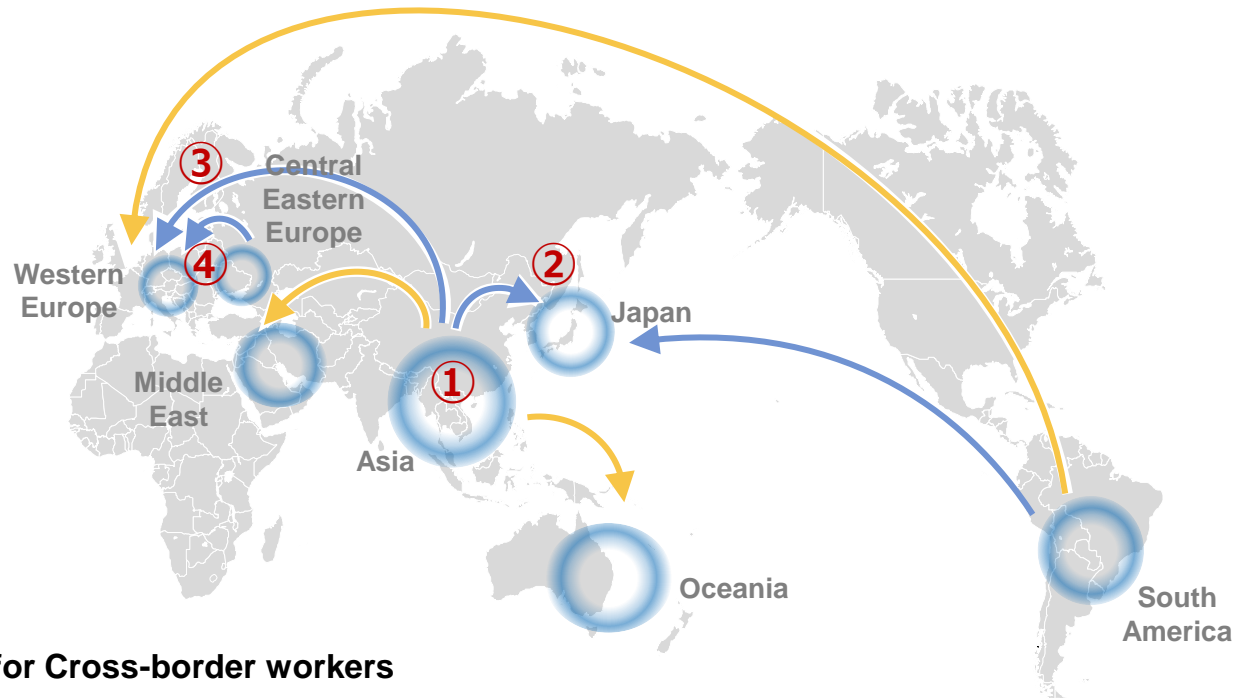 ③
Central
Eastern
Europe
④
②
Western
Europe
Japan
①
Middle
East
Asia
Oceania
South
America
for Cross-border workers